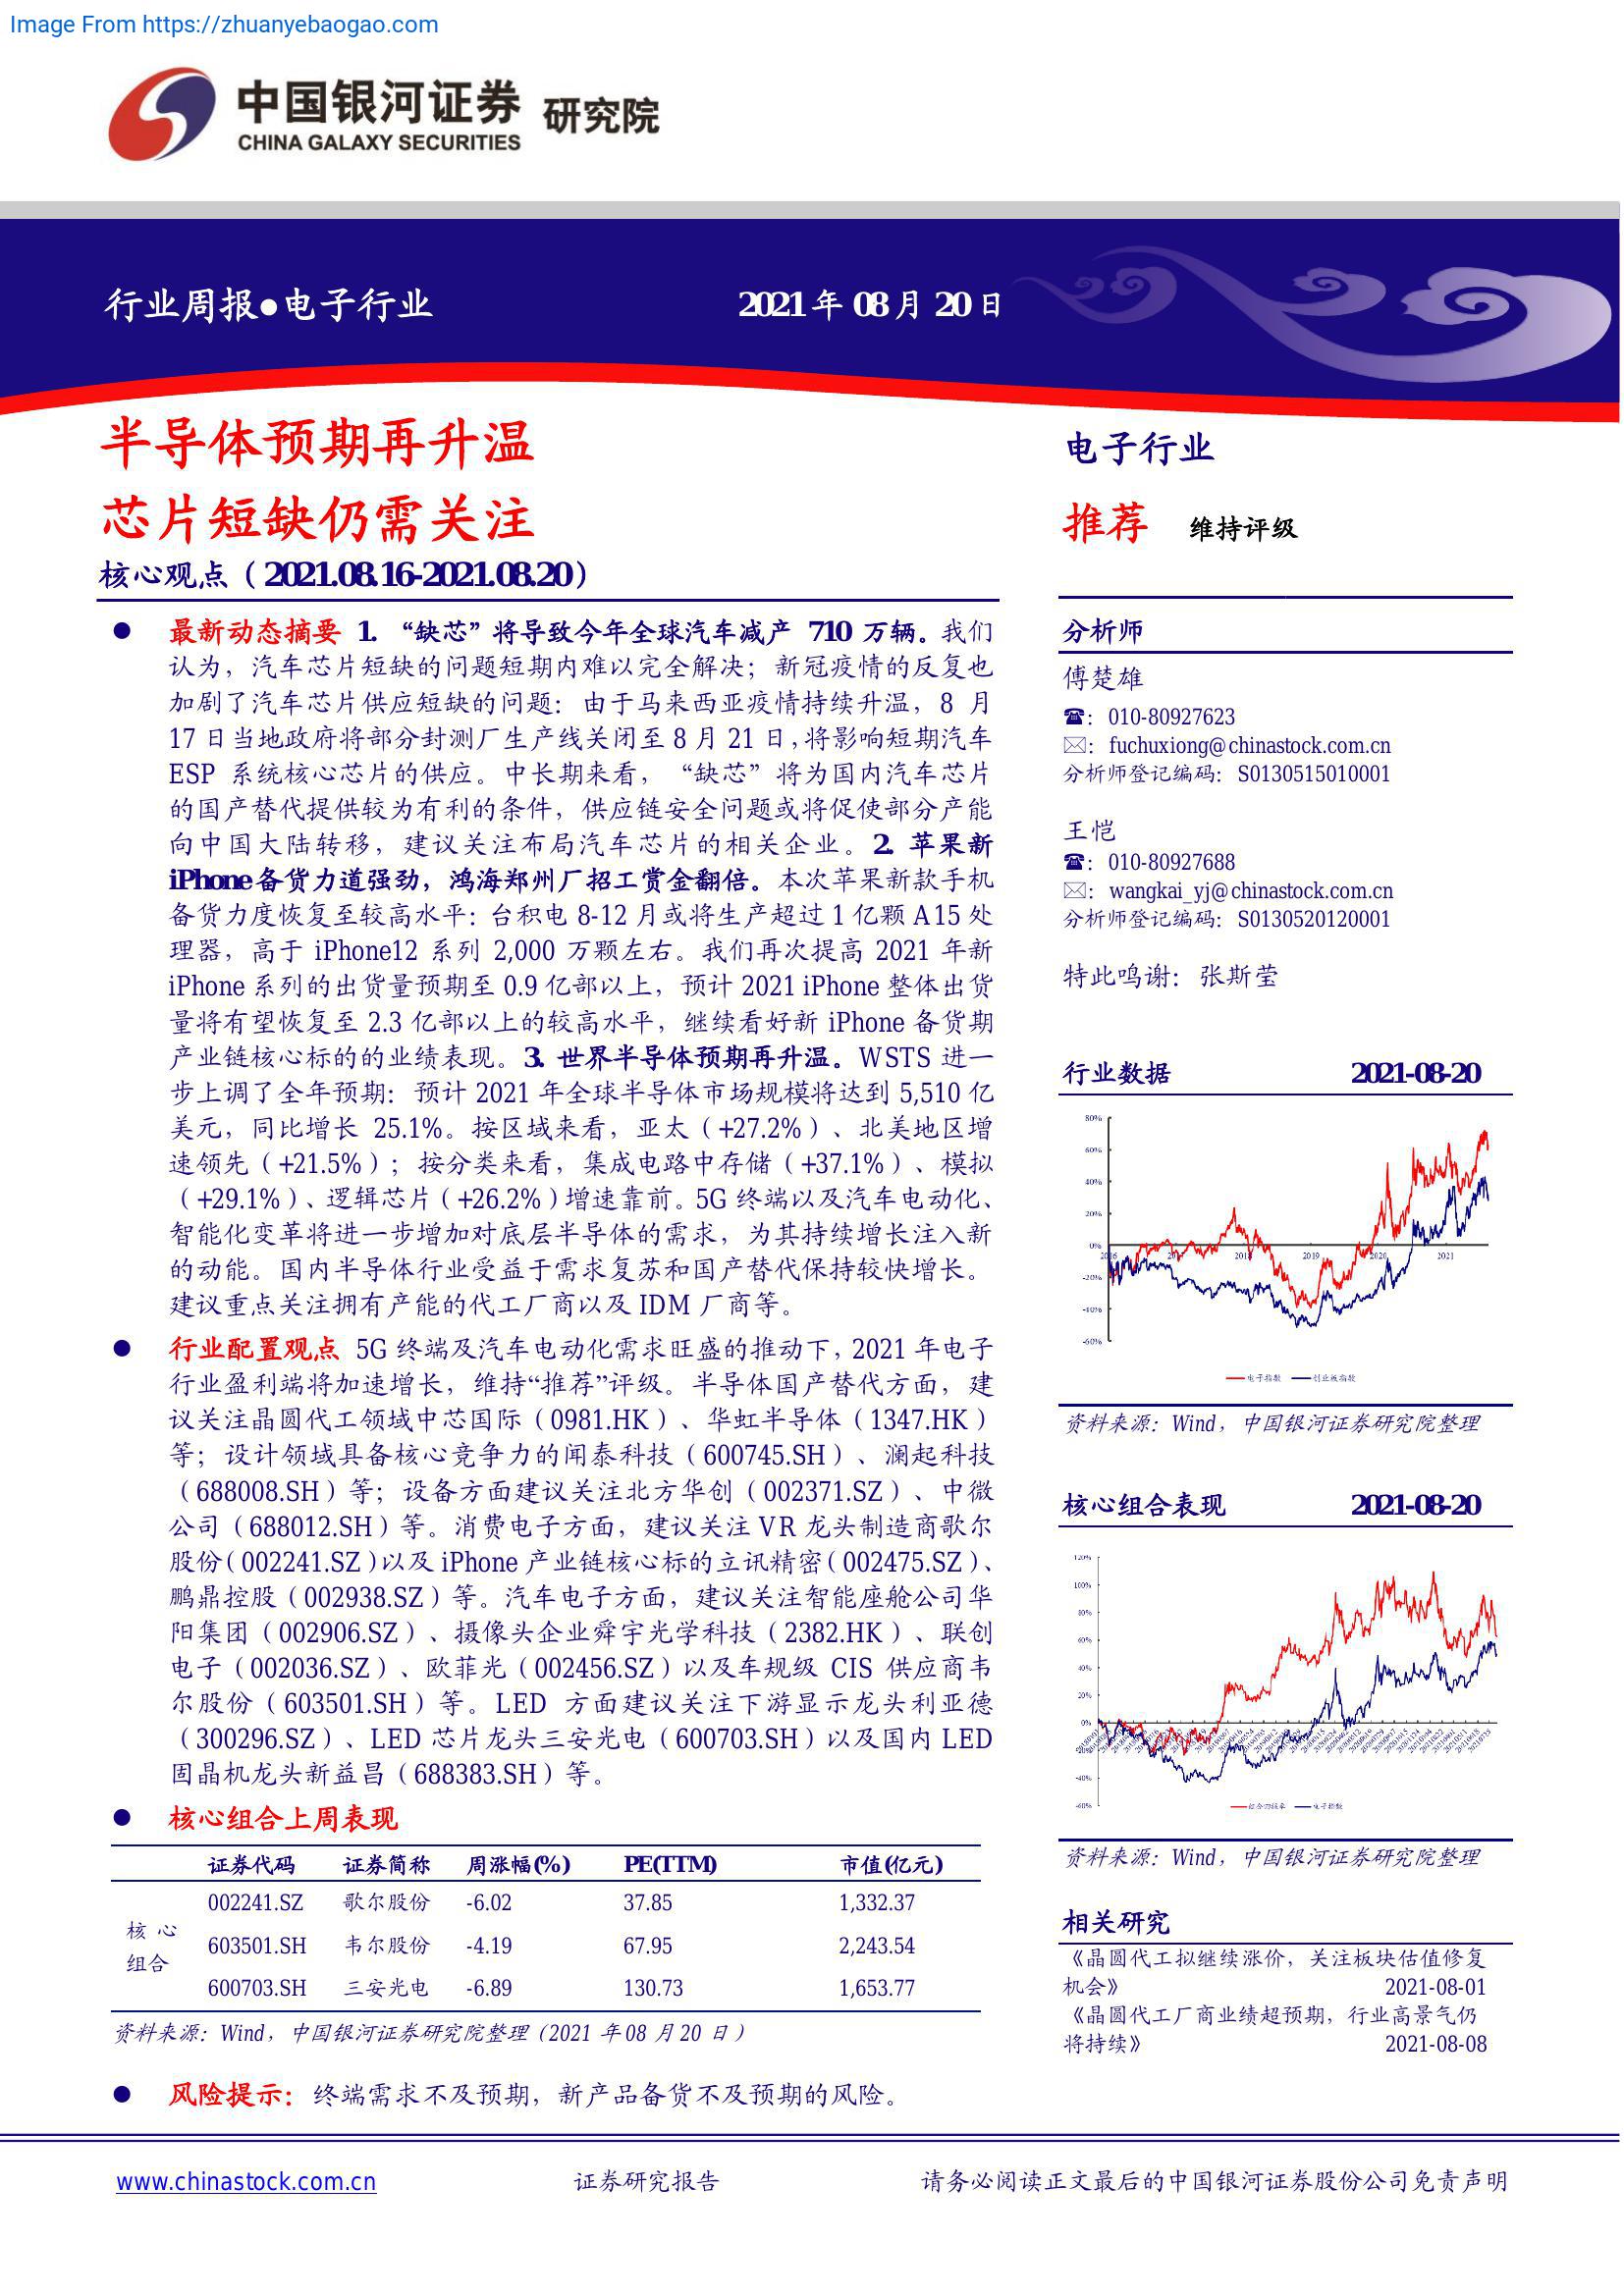 Image From https://zhuanyebaogao.com
中国银河证券 研究院
CHINA GALAXY SECURITIES
行业周报●电子行业
2021 年 08 月 20 日
半导体预期再升温
芯片短缺仍需关注
核心观点（2021.08.16-2021.08.20）
● 最新动态摘要 1. “缺芯”将导致今年全球汽车减产 710 万辆。我们
认为，汽车芯片短缺的问题短期内难以完全解决；新冠疫情的反复也
加剧了汽车芯片供应短缺的问题：由于马来西亚疫情持续升温，8 月
17 日当地政府将部分封测厂生产线关闭至 8 月 21 日，将影响短期汽车
ESP 系统核心芯片的供应。中长期来看，“缺芯”将为国内汽车芯片
的国产替代提供较为有利的条件，供应链安全问题或将促使部分产能
向中国大陆转移，建议关注布局汽车芯片的相关企业。2. 苹果新
iPhone 备货力道强劲，鸿海郑州厂招工赏金翻倍。本次苹果新款手机
备货力度恢复至较高水平：台积电 8-12 月或将生产超过 1 亿颗 A15 处
理器，高于 iPhone12 系列 2,000 万颗左右。我们再次提高 2021 年新
iPhone 系列的出货量预期至 0.9 亿部以上，预计 2021 iPhone 整体出货
量将有望恢复至 2.3 亿部以上的较高水平，继续看好新 iPhone 备货期
产业链核心标的的业绩表现。3. 世界半导体预期再升温。WSTS 进一
步上调了全年预期：预计 2021 年全球半导体市场规模将达到 5,510 亿
美元，同比增长 25.1%。按区域来看，亚太（+27.2%）、北美地区增
速领先（+21.5%）；按分类来看，集成电路中存储（+37.1%）、模拟
（+29.1%）、逻辑芯片（+26.2%）增速靠前。5G 终端以及汽车电动化、
智能化变革将进一步增加对底层半导体的需求，为其持续增长注入新
的动能。国内半导体行业受益于需求复苏和国产替代保持较快增长。
建议重点关注拥有产能的代工厂商以及 IDM 厂商等。
● 行业配置观点 5G 终端及汽车电动化需求旺盛的推动下，2021 年电子
行业盈利端将加速增长，维持“推荐”评级。半导体国产替代方面，建
议关注晶圆代工领域中芯国际（0981.HK）、华虹半导体（1347.HK）
等；设计领域具备核心竞争力的闻泰科技（600745.SH）、澜起科技
（688008.SH）等；设备方面建议关注北方华创（002371.SZ）、中微
公司（688012.SH）等。消费电子方面，建议关注 VR 龙头制造商歌尔
股份（002241.SZ）以及 iPhone 产业链核心标的立讯精密（002475.SZ）、
鹏鼎控股（002938.SZ）等。汽车电子方面，建议关注智能座舱公司华
阳集团（002906.SZ）、摄像头企业舜宇光学科技（2382.HK）、联创
电子（002036.SZ）、欧菲光（002456.SZ）以及车规级 CIS 供应商韦
尔股份（603501.SH）等。LED 方面建议关注下游显示龙头利亚德
（300296.SZ）、LED 芯片龙头三安光电（600703.SH）以及国内 LED
固晶机龙头新益昌（688383.SH）等。
● 核心组合上周表现
证券代码 证券简称 周涨幅(%) PE(TTM) 市值(亿元)
核心组合
002241.SZ 歌尔股份 -6.02 37.85 1,332.37
603501.SH 韦尔股份 -4.19 67.95 2,243.54
600703.SH 三安光电 -6.89 130.73 1,653.77
资料来源：Wind，中国银河证券研究院整理（2021 年 08 月 20 日）
● 风险提示：终端需求不及预期，新产品备货不及预期的风险。
电子行业
推荐 维持评级
分析师
傅楚雄
☎：010-80927623
✉：fuchuxiong@chinastock.com.cn
分析师登记编码：S0130515010001
王恺
☎：010-80927688
✉：wangkai_yj@chinastock.com.cn
分析师登记编码：S0130520120001
特此鸣谢：张斯莹
行业数据 2021-08-20
80%
60%
40%
20%
0%
-20%
-40%
-60%
2016 2017 2018 2019 2020 2021
电子指数 创业板指数
资料来源：Wind，中国银河证券研究院整理
核心组合表现 2021-08-20
120%
100%
80%
60%
40%
20%
0%
-20%
-40%
-60%
组合收益率 电子指数
资料来源：Wind，中国银河证券研究院整理
相关研究
《晶圆代工拟继续涨价，关注板块估值修复
机会》 2021-08-01
《晶圆代工厂商业绩超预期，行业高景气仍
将持续》 2021-08-08
www.chinastock.com.cn
证券研究报告
请务必阅读正文最后的中国银河证券股份公司免责声明